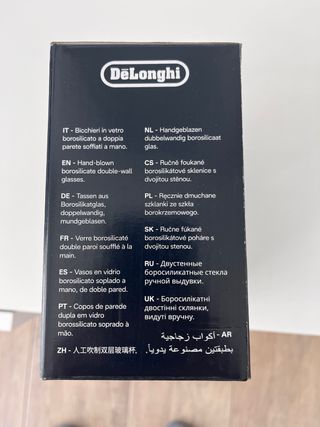 DeLonghi
IT - Bicchieri in vetro
borosilicato a doppia
parete soffiati a mano.
EN - Hand-blown
borosilicate double-wall
glasses.
DE - Tassen aus
Borosilikatglas,
doppelwandig,
mundgeblasen.
FR - Verre borosilicaté
double paroi soufflé à la
main.
ES - Vasos en vidrio
borosilicato soplado a
mano, de doble pared.
PT - Copos de parede
dupla em vidro
borossilicato soprado à
mão.
ZH - 人工吹制双层玻璃杯.
NL - Handgeblazen
dubbelwandig borosilicaat
glas.
CS - Ručně foukané
borosilikátové sklenice s
dvojitou stěnou.
PL - Ręcznie dmuchane
szklanki ze szkła
borokrzemowego.
SK - Ručne fúkané
borosilikátové poháre s
dvojitou stenou.
RU - Двустенные
боросиликатные стекла
ручной выдувки.
UK - Боросилікатні
двостінні склянки,
видуті вручну.
AR - أكواب زجاجية
بطبقتين مصنوعة يدوياً.